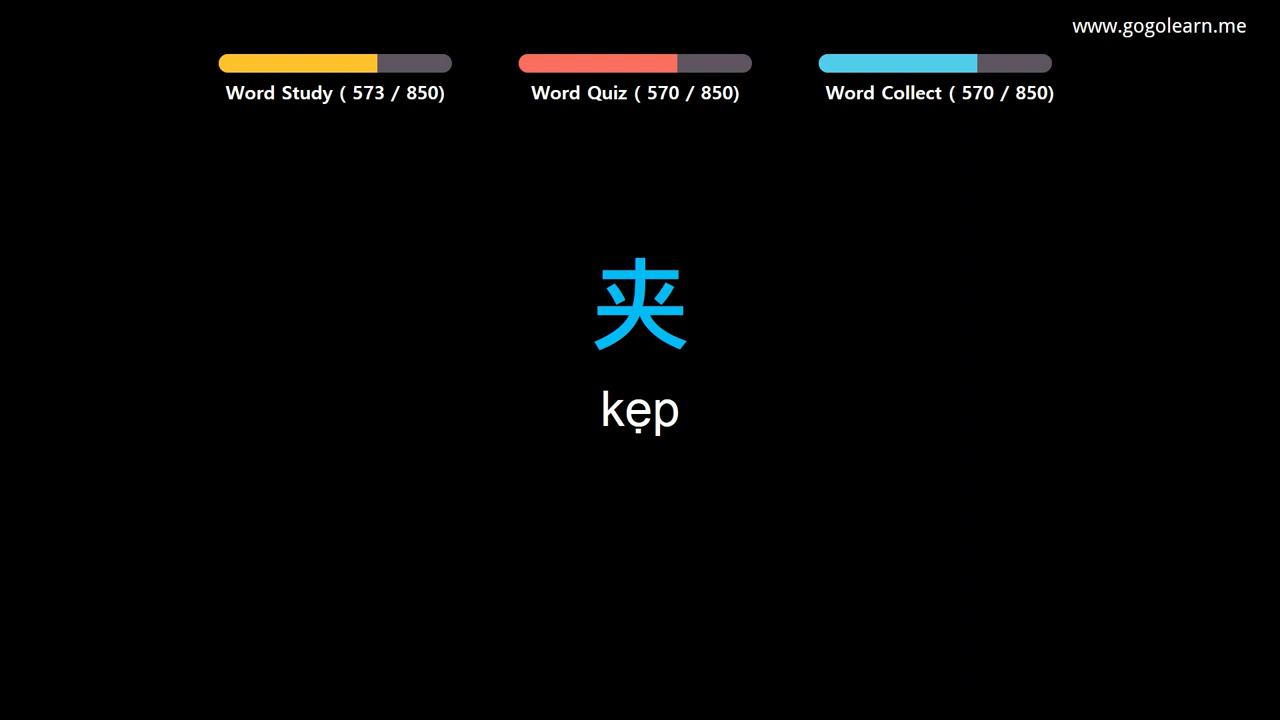 www.gogolearn.me
Word Study ( 573 / 850)
Word Quiz ( 570 / 850)
Word Collect ( 570 / 850)
夹
kẹp